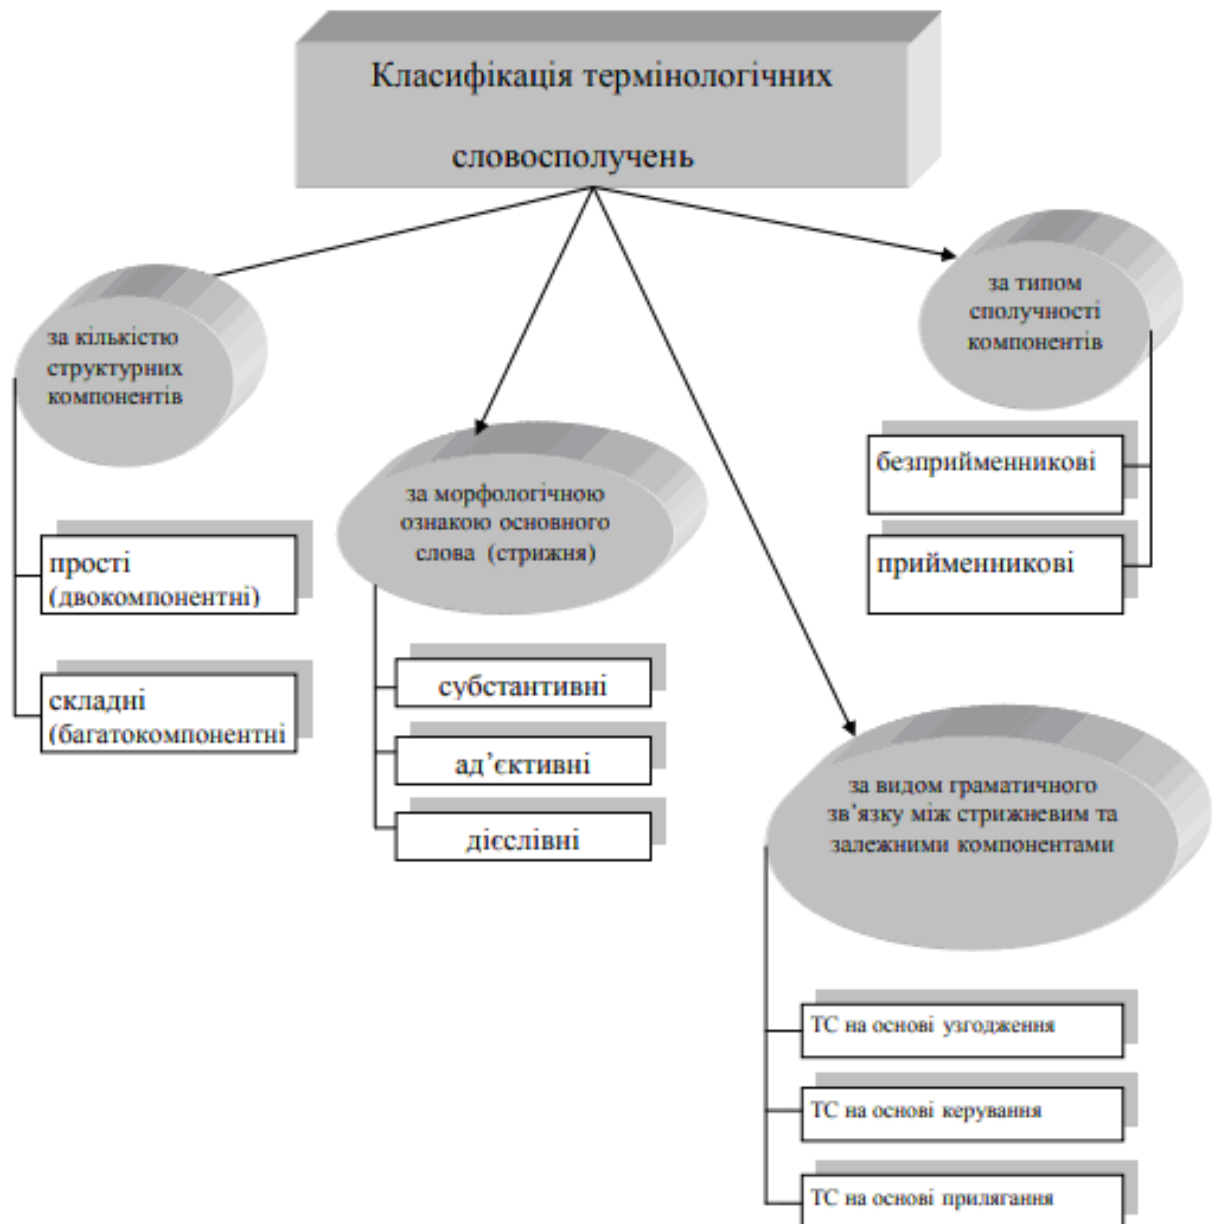 Класифікація термінологічних
словосполучень
за кількістю
структурних
компонентів
прості
(двокомпонентні)
складні
(багатокомпонентні
за морфологічною
ознакою основного
слова (стрижня)
субстантивні
ад’єктивні
дієслівні
за типом
сполучності
компонентів
безприйменникові
прийменникові
за видом граматичного
зв’язку між стрижневим та
залежними компонентами
ТС на основі узгодження
ТС на основі керування
ТС на основі прилягання